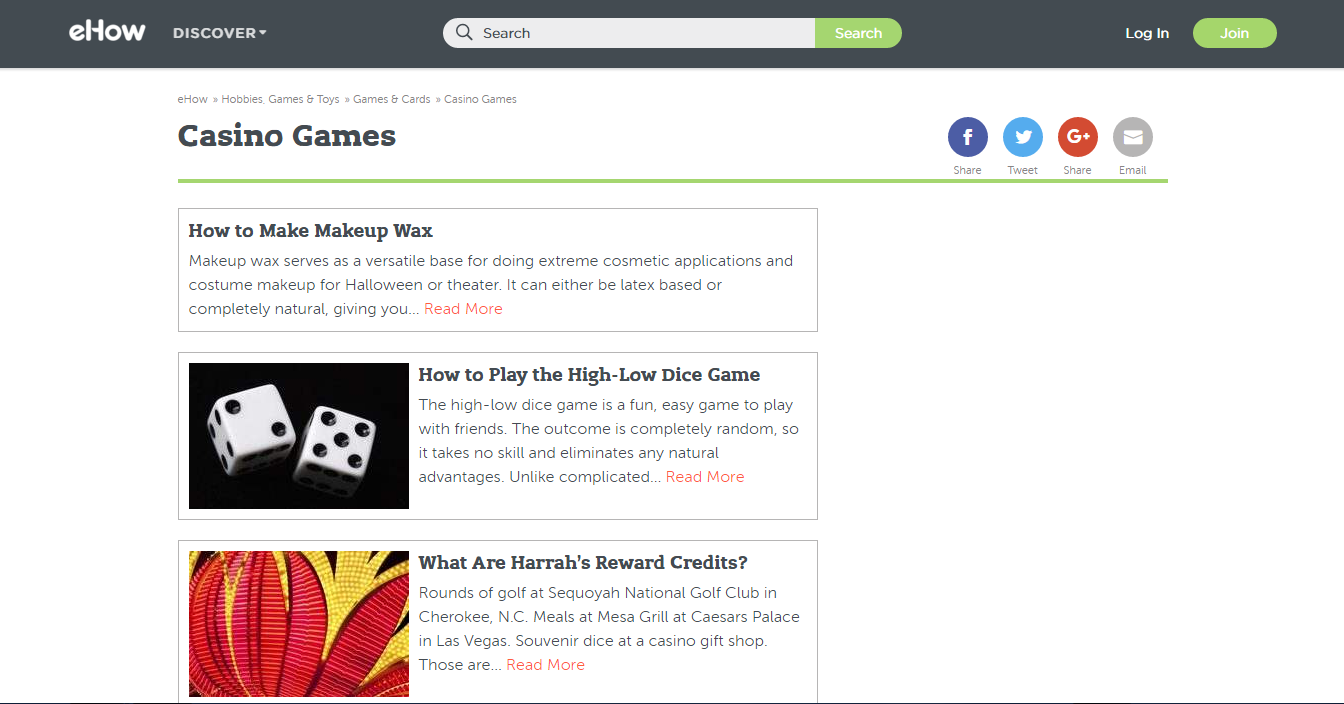 eHow DISCOVER Search Search Log In Join
eHow » Hobbies, Games & Toys » Games & Cards » Casino Games
Casino Games
f G+
Share Tweet Share Email
How to Make Makeup Wax
Makeup wax serves as a versatile base for doing extreme cosmetic applications and
costume makeup for Halloween or theater. It can either be latex based or
completely natural, giving you... Read More
How to Play the High-Low Dice Game
The high-low dice game is a fun, easy game to play
with friends. The outcome is completely random, so
it takes no skill and eliminates any natural
advantages. Unlike complicated... Read More
What Are Harrah's Reward Credits?
Rounds of golf at Sequoyah National Golf Club in
Cherokee, N.C. Meals at Mesa Grill at Caesars Palace
in Las Vegas. Souvenir dice at a casino gift shop.
Those are... Read More